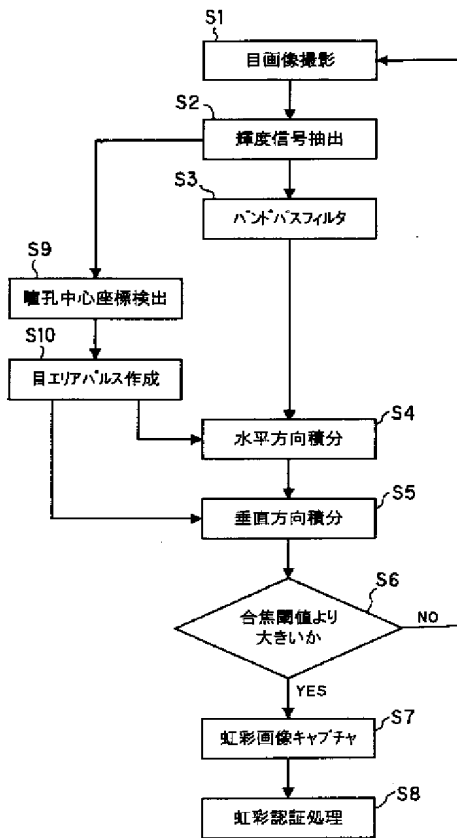 S1
目画像撮影
S2
輝度信号抽出
S3
バンドパスフィルタ
S9
瞳孔中心座標検出
S10
目エリアパルス作成
S4
水平方向積分
S5
垂直方向積分
S6
合焦閾値より
大きいか
NO
YES
S7
虹彩画像キャプチャ
S8
虹彩認証処理